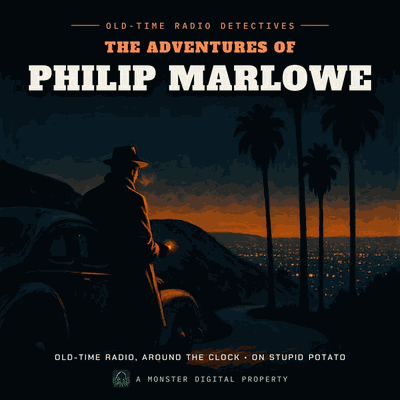 OLD-TIME RADIO DETECTIVES
THE ADVENTURES OF
PHILIP MARLOWE
OLD-TIME RADIO, AROUND THE CLOCK • ON STUPID POTATO
A MONSTER DIGITAL PROPERTY